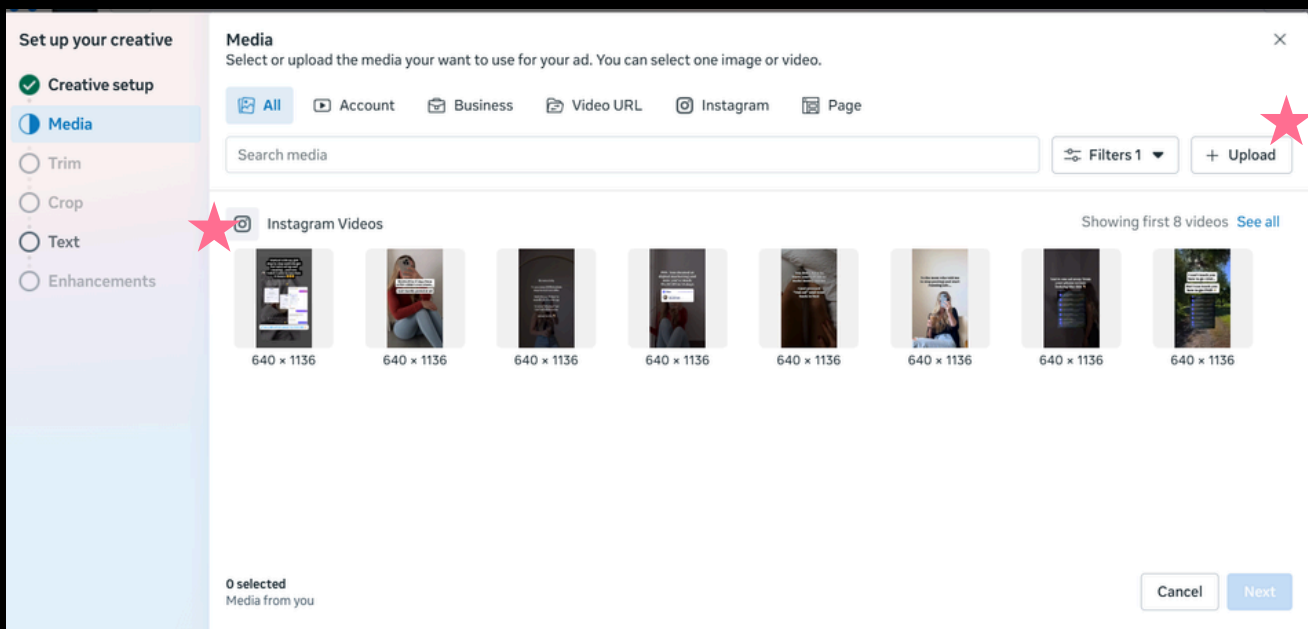 Set up your creative
Creative setup
Media
Trim
Crop
Text
Enhancements
Media
Select or upload the media your want to use for your ad. You can select one image or video.
All Account Business Video URL Instagram Page
Search media
Filters 1
+ Upload
Instagram Videos
Showing first 8 videos See all
640 × 1136 640 × 1136 640 × 1136 640 × 1136 640 × 1136 640 × 1136 640 × 1136 640 × 1136
0 selected
Media from you
Cancel
Next